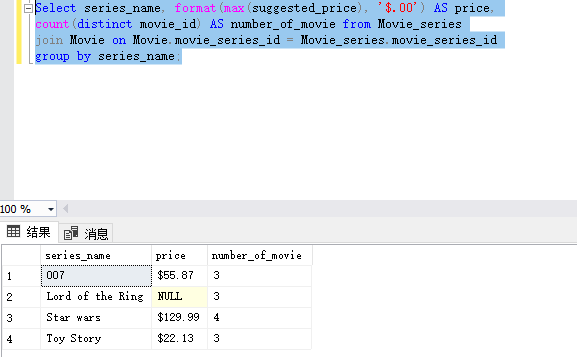 Select series_name, format(max(suggested_price), '$.00') AS price,
count(distinct movie_id) AS number_of_movie from Movie_series
join Movie on Movie.movie_series_id = Movie_series.movie_series_id
group by series_name;
100 %
结果 消息
series_name price number_of_movie
1 007 $55.87 3
2 Lord of the Ring NULL 3
3 Star wars $129.99 4
4 Toy Story $22.13 3